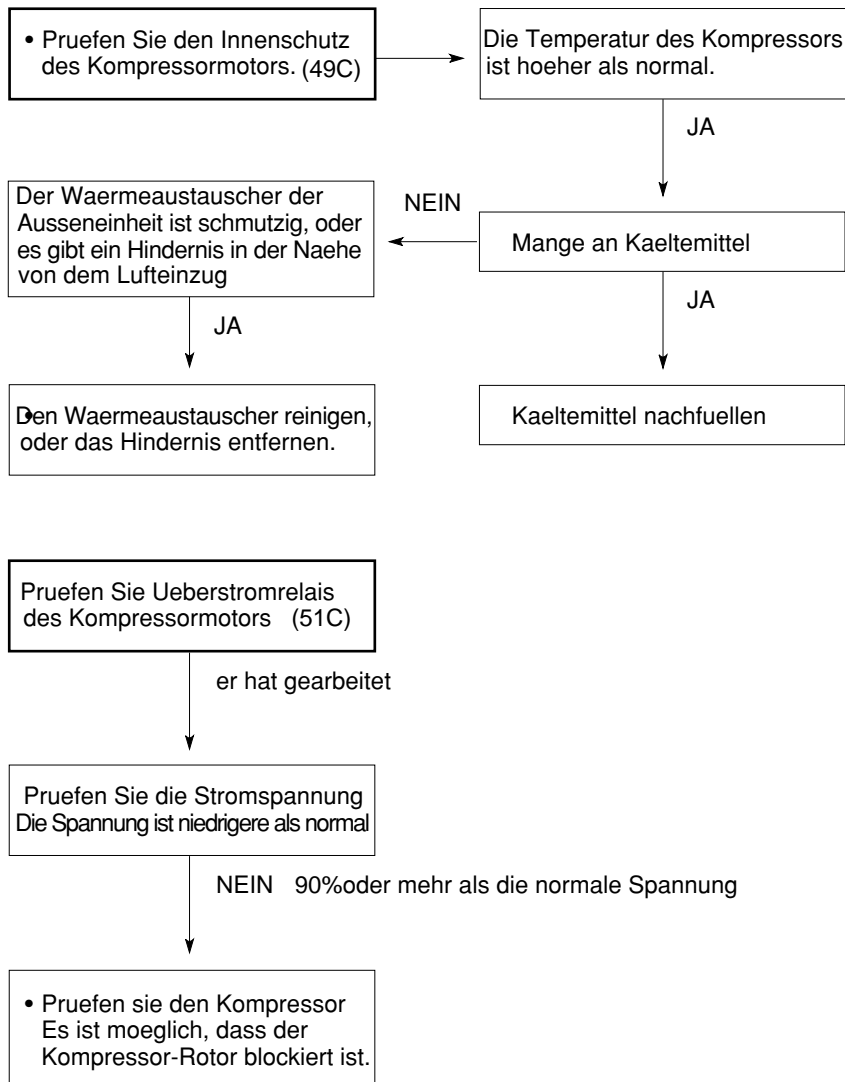 • Pruefen Sie den Innenschutz
des Kompressormotors. (49C)
Die Temperatur des Kompressors
ist hoeher als normal.
JA
Der Waermeaustauscher der
Ausseneinheit ist schmutzig, oder
es gibt ein Hindernis in der Naehe
von dem Lufteinzug
NEIN
Mange an Kaeltemittel
JA
JA
• Den Waermeaustauscher reinigen,
oder das Hindernis entfernen.
Kaeltemittel nachfuellen
Pruefen Sie Ueberstromrelais
des Kompressormotors (51C)
er hat gearbeitet
Pruefen Sie die Stromspannung
Die Spannung ist niedrigere als normal
NEIN 90%oder mehr als die normale Spannung
• Pruefen sie den Kompressor
Es ist moeglich, dass der
Kompressor-Rotor blockiert ist.